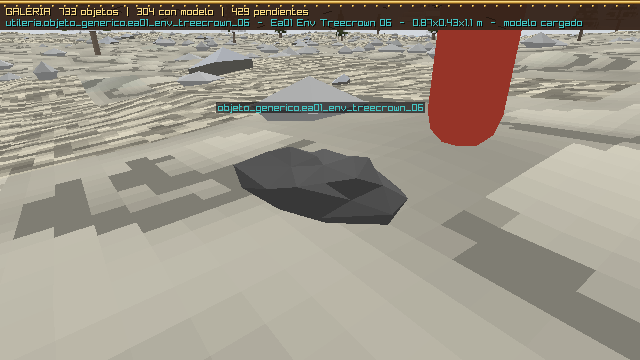 GALERIA 733 objetos | 304 con modelo | 429 pendientes
utileria.objeto_generico.ea01_env_treecrown_06 - Ea01 Env Treecrown 06 - 0.87x0.43x1.1 m - modelo cargado
objeto_generico.ea01_env_treecrown_06